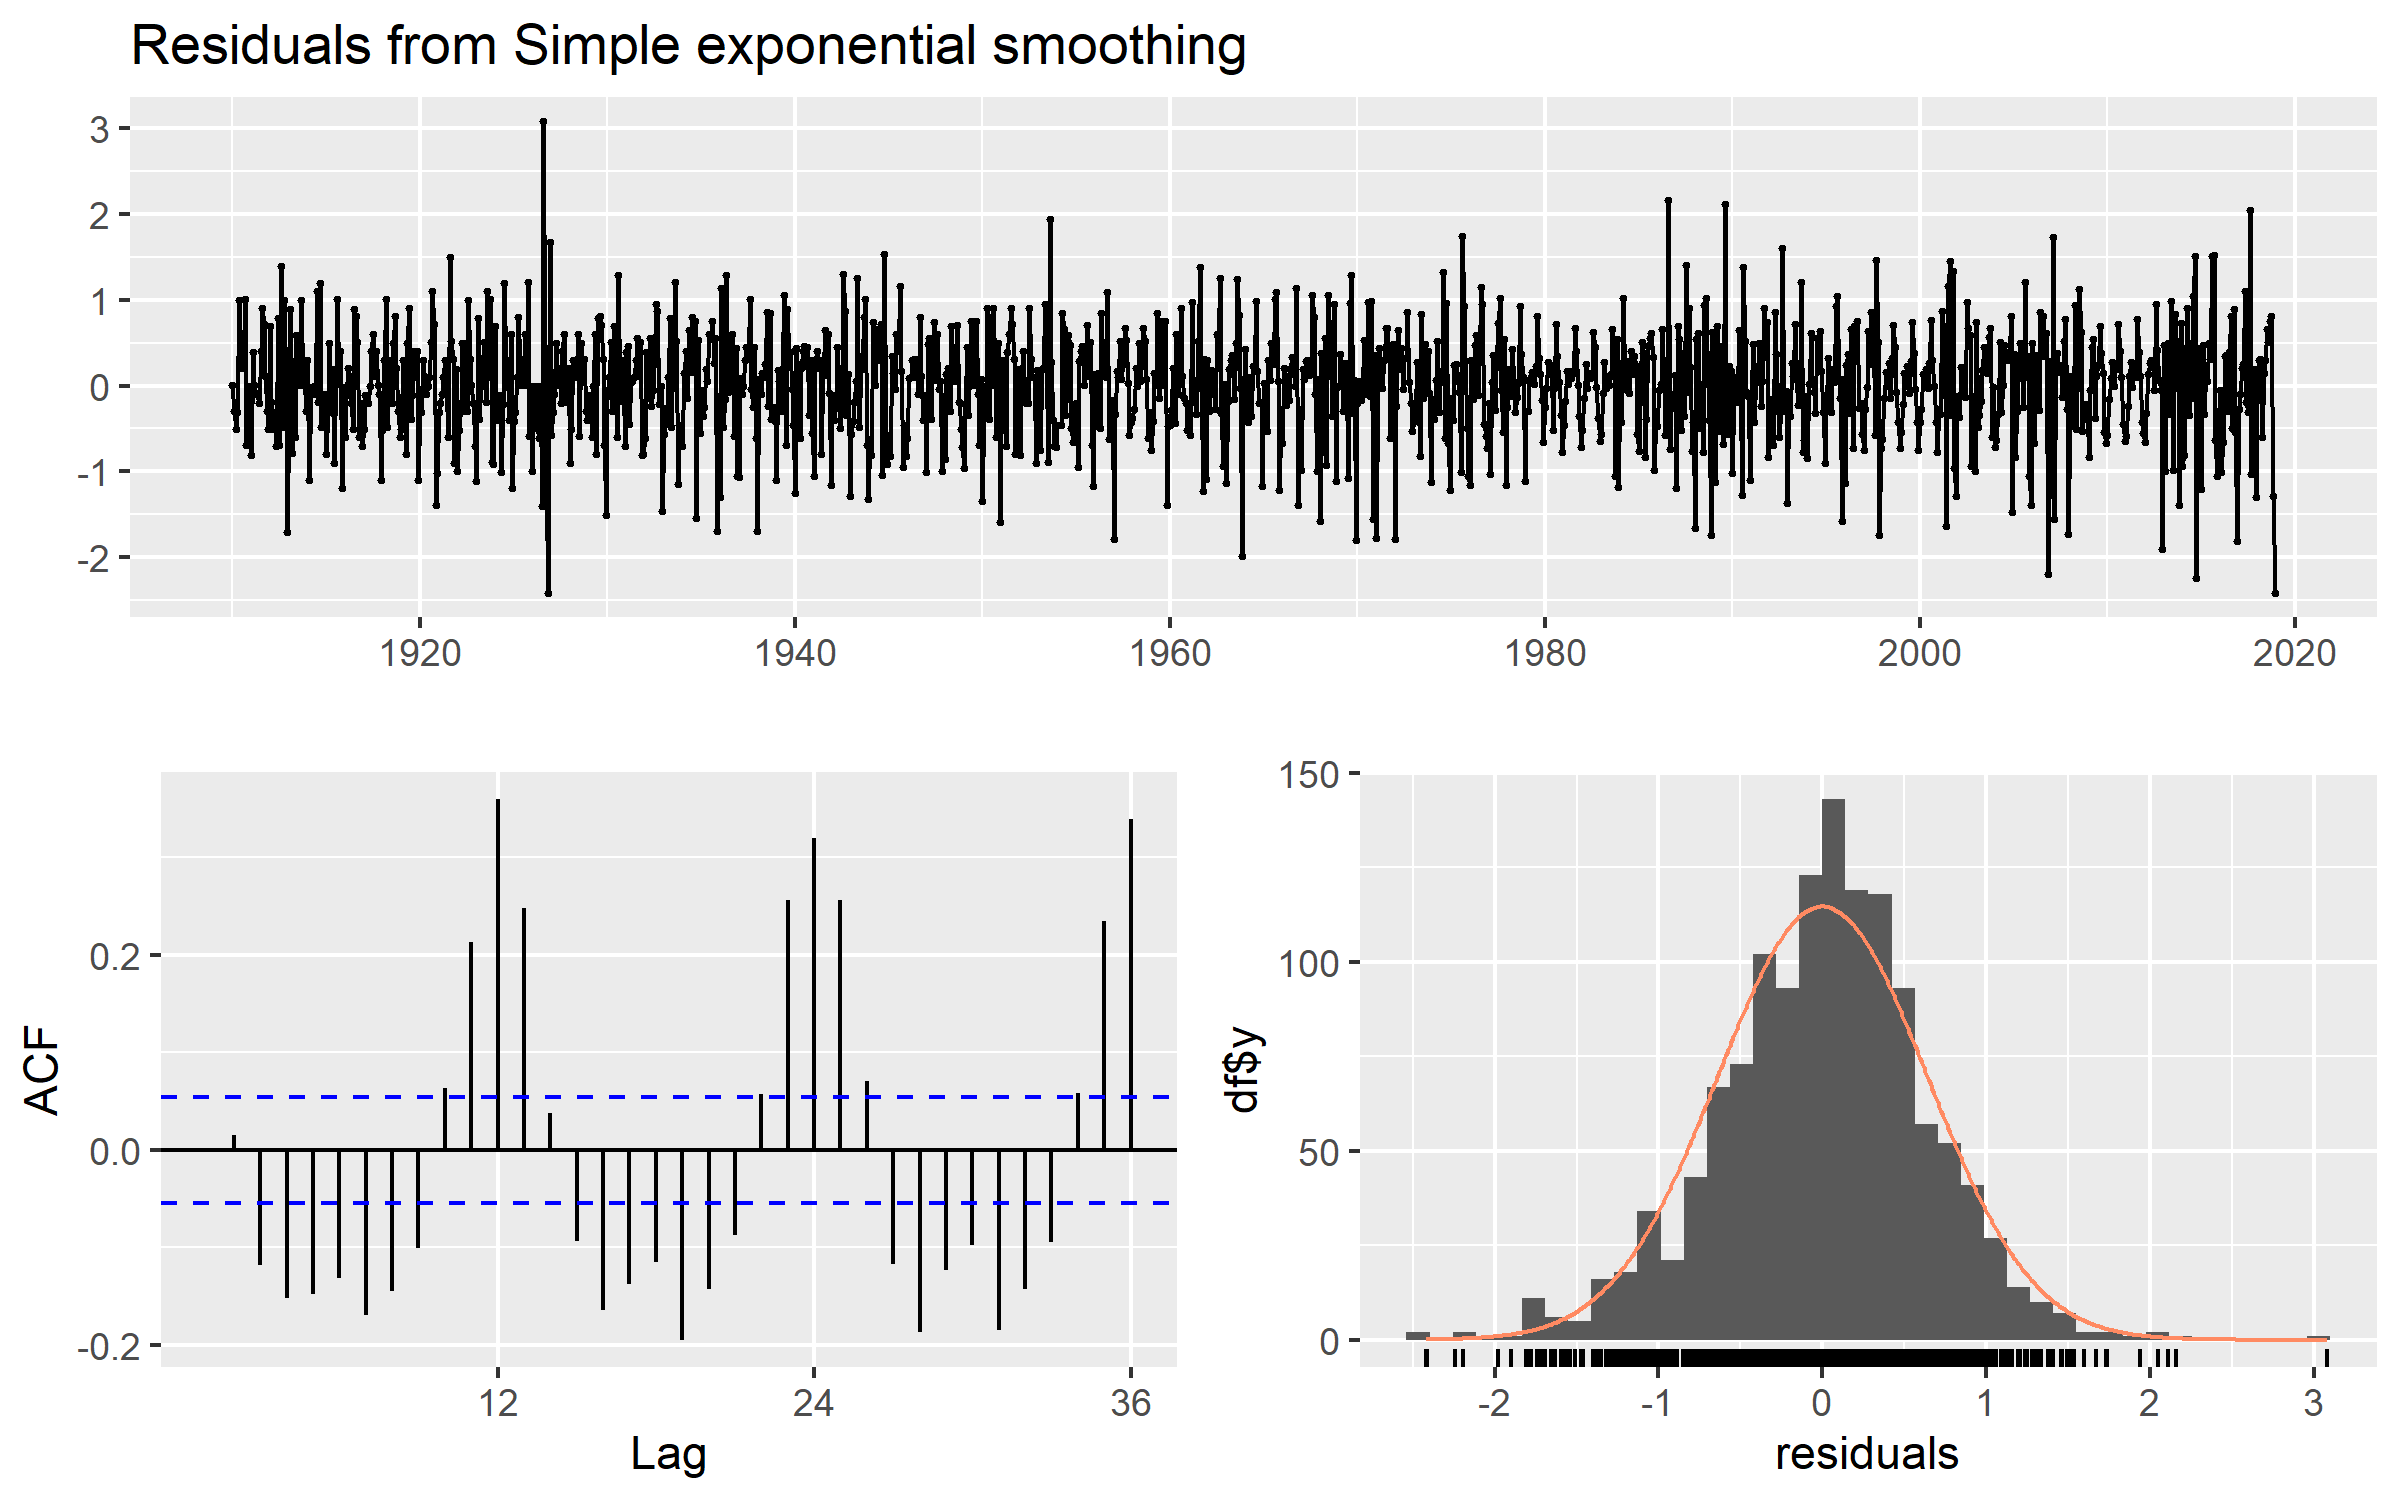 Residuals from Simple exponential smoothing
3
2
1
0
-1
-2
1920 1940 1960 1980 2000 2020
ACF
0.2
0.0
-0.2
12 24 36
Lag
df$y
150
100
50
0
-2 -1 0 1 2 3
residuals